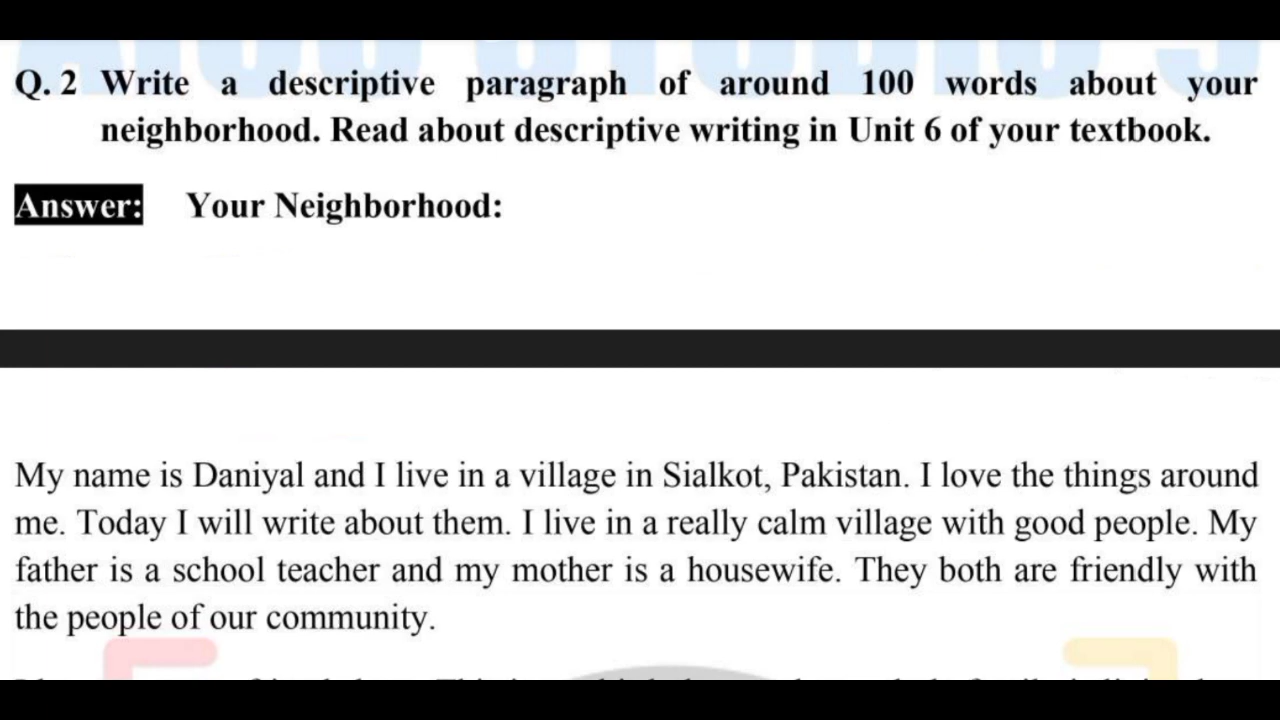 Q. 2 Write a descriptive paragraph of around 100 words about your
neighborhood. Read about descriptive writing in Unit 6 of your textbook.
Answer: Your Neighborhood:
My name is Daniyal and I live in a village in Sialkot, Pakistan. I love the things around
me. Today I will write about them. I live in a really calm village with good people. My
father is a school teacher and my mother is a housewife. They both are friendly with
the people of our community.